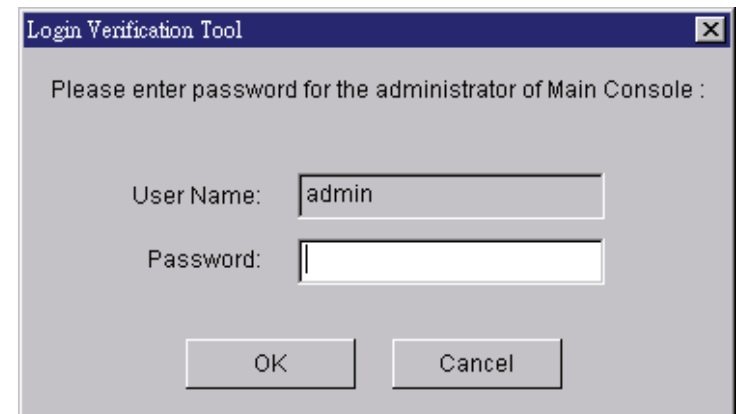 Login Verification Tool
Please enter password for the administrator of Main Console :
User Name: admin
Password:
OK Cancel